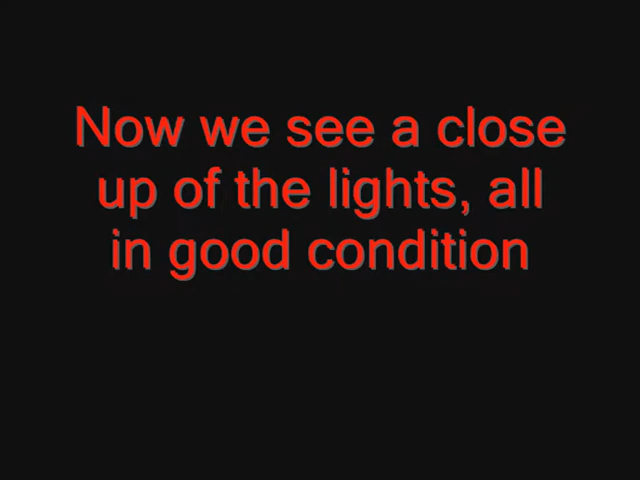 Now we see a close
up of the lights, all
in good condition